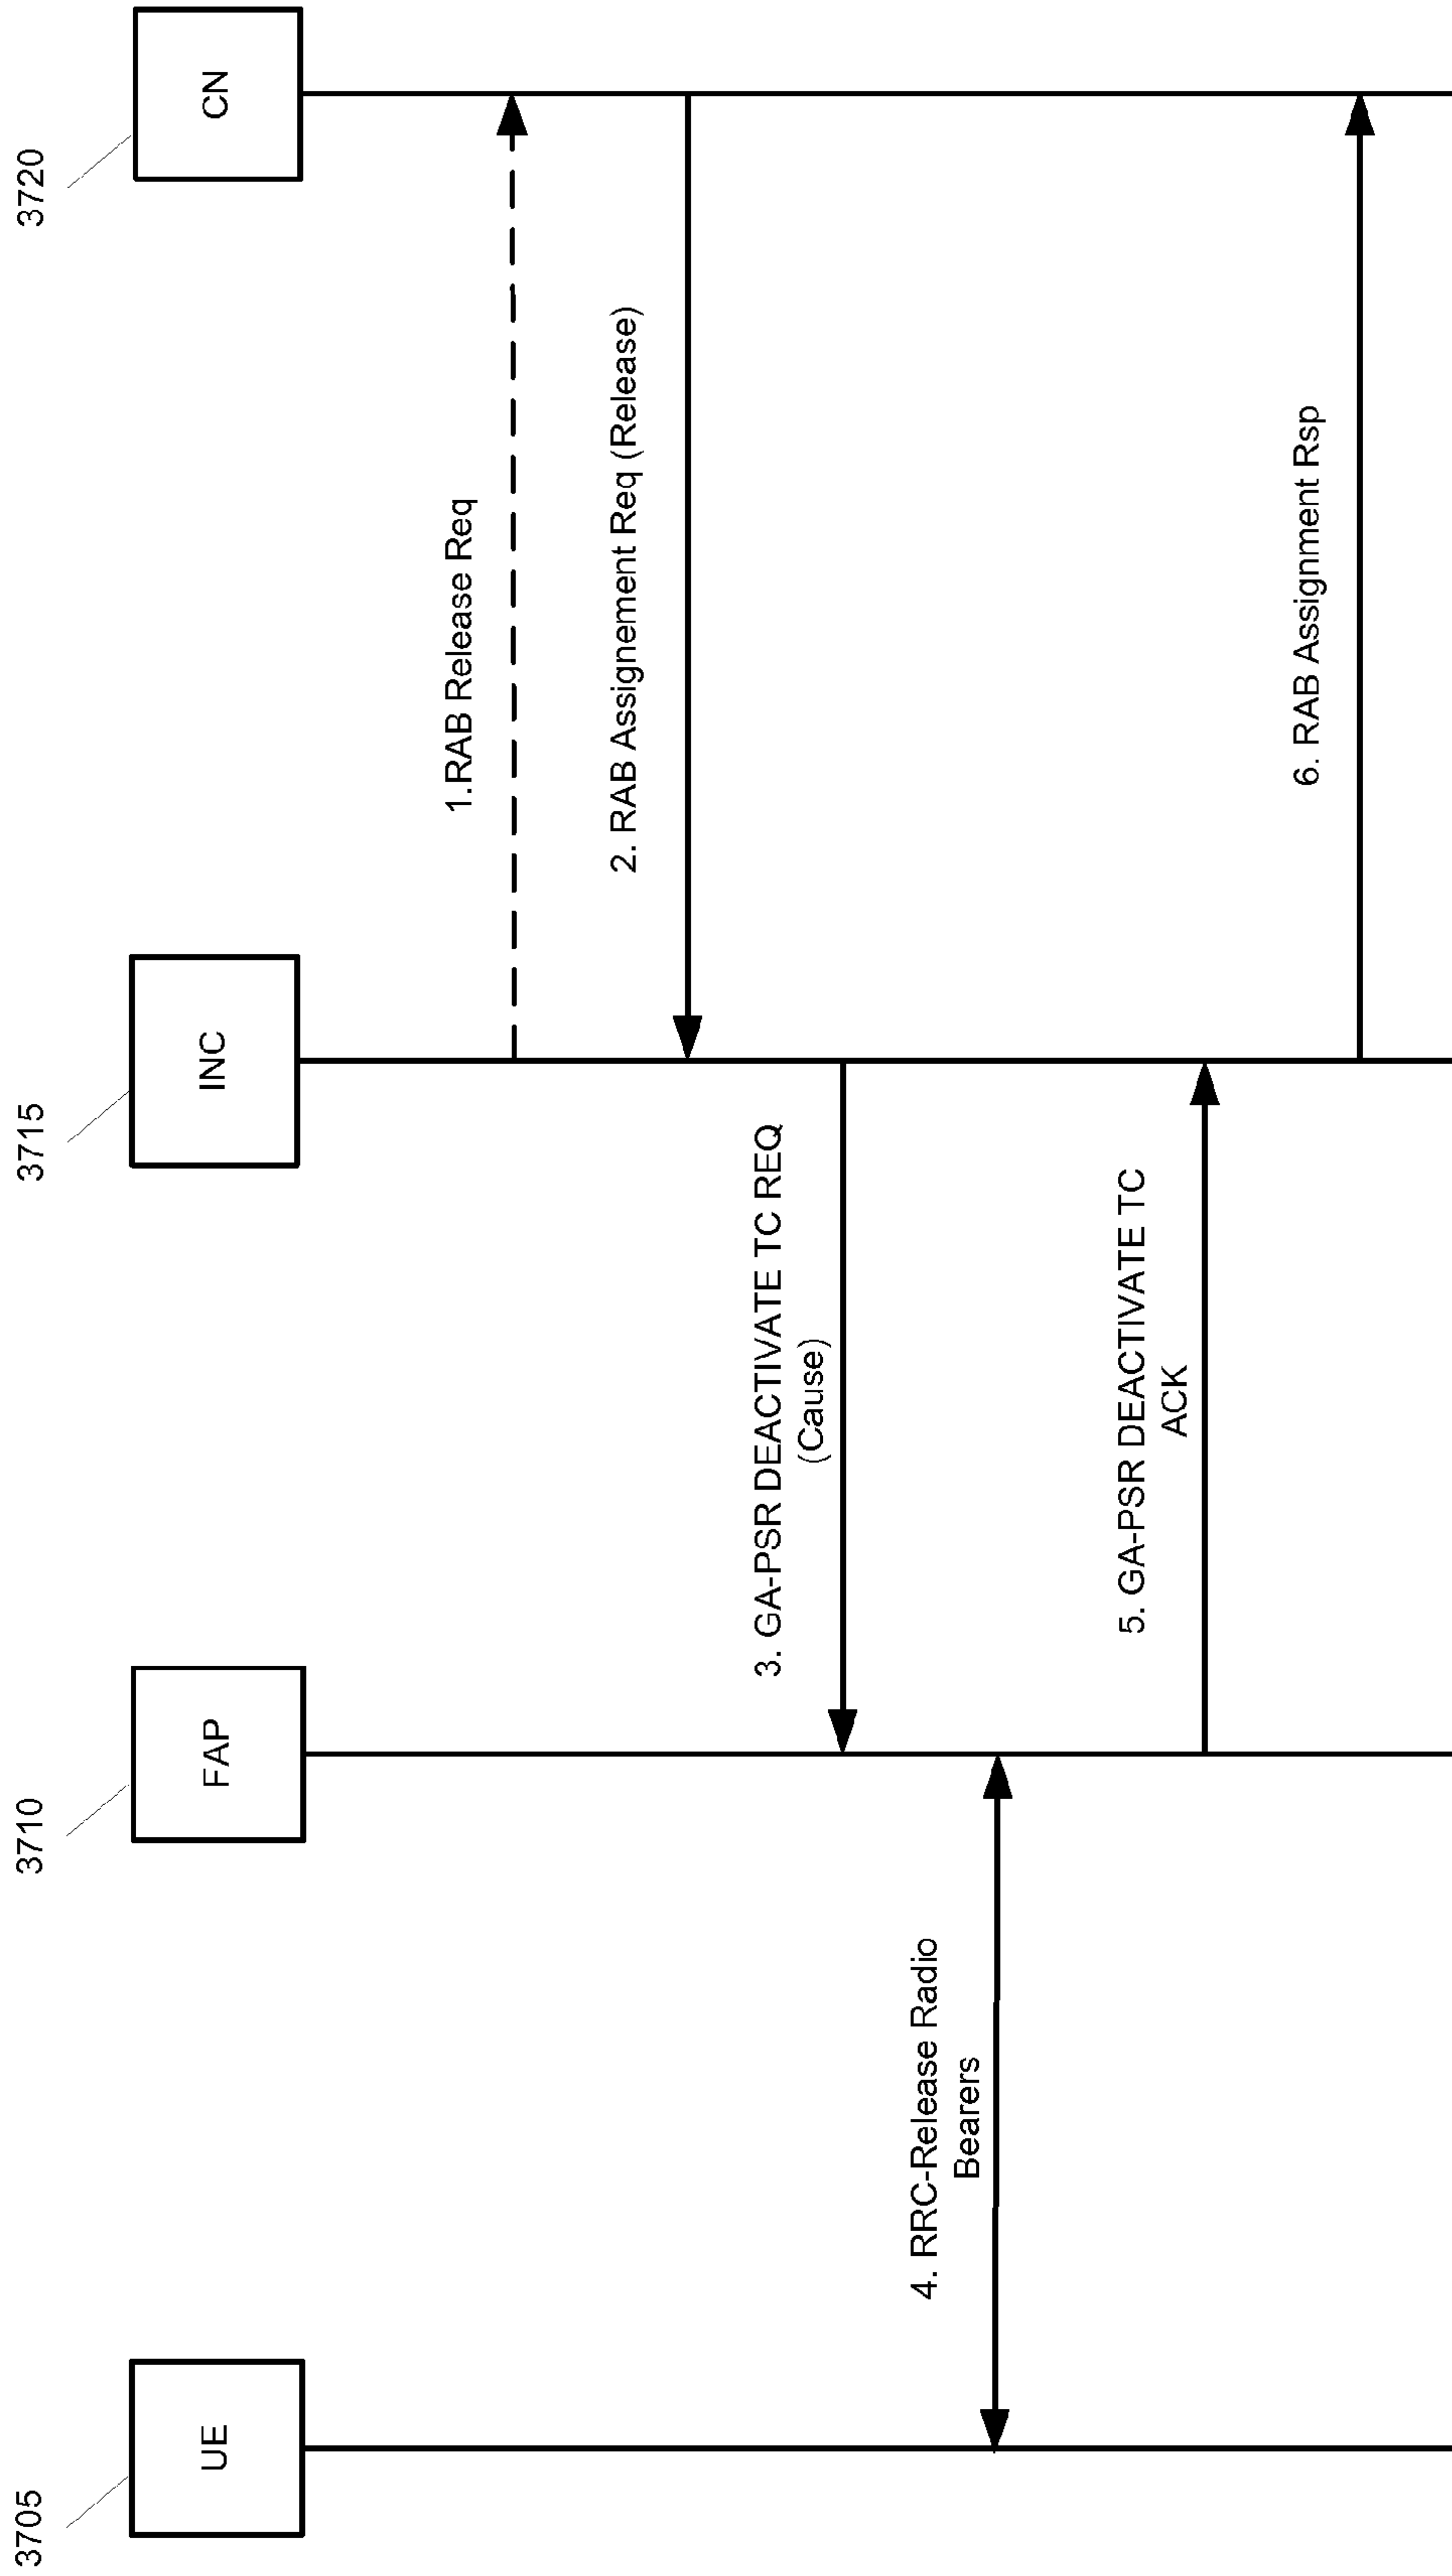 3705
3710
3715
3720
UE
FAP
INC
CN
1.RAB Release Req
2. RAB Assignement Req (Release)
3. GA-PSR DEACTIVATE TC REQ
(Cause)
4. RRC-Release Radio
Bearers
5. GA-PSR DEACTIVATE TC
ACK
6. RAB Assignment Rsp